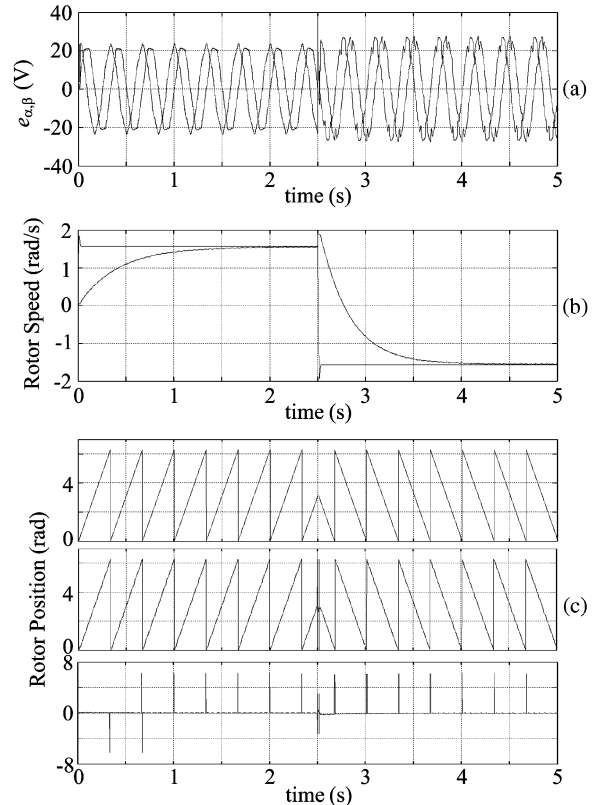 40
20
0
-20
-40
e α,β (V)
0 1 2 3 4 5
time (s)
(a)
2
1
0
-1
-2
Rotor Speed (rad/s)
0 1 2 3 4 5
time (s)
(b)
4
0
4
0
8
0
-8
Rotor Position (rad)
(c)
0 1 2 3 4 5
time (s)